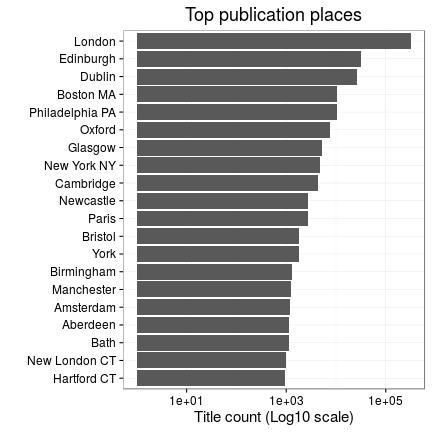 Top publication places
London
Edinburgh
Dublin
Boston MA
Philadelphia PA
Oxford
Glasgow
New York NY
Cambridge
Newcastle
Paris
Bristol
York
Birmingham
Manchester
Amsterdam
Aberdeen
Bath
New London CT
Hartford CT
1e+01 1e+03 1e+05
Title count (Log10 scale)